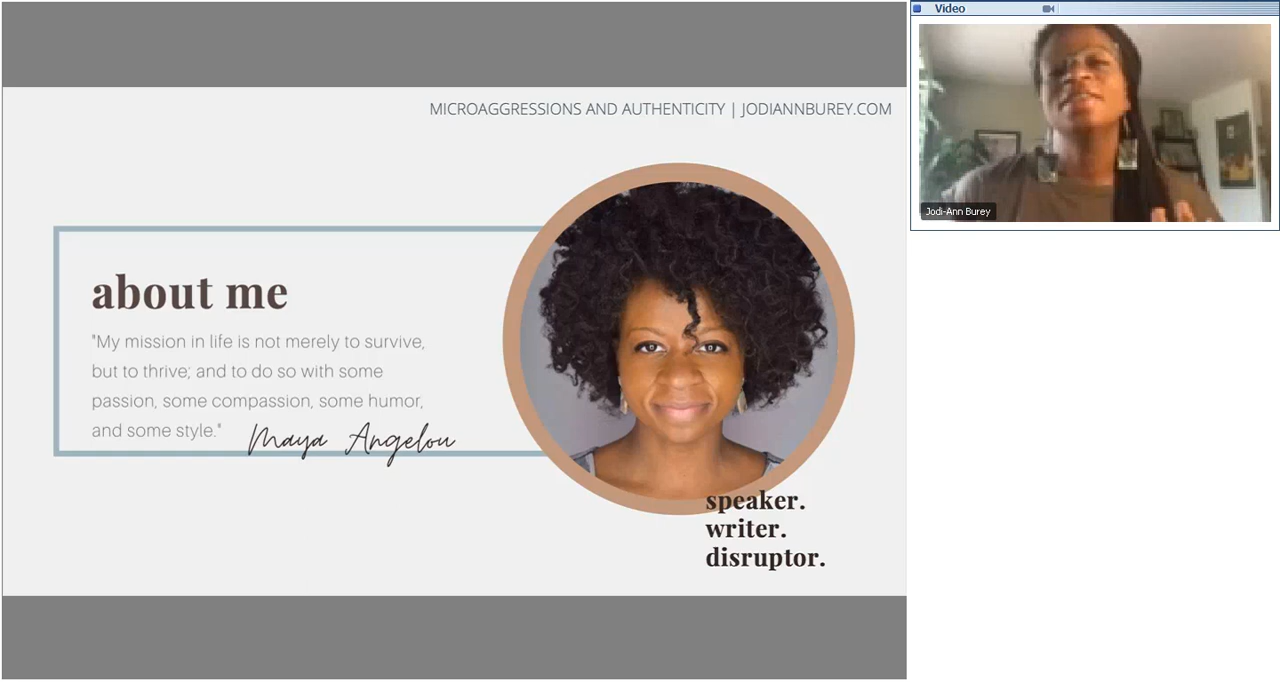 MICROAGGRESSIONS AND AUTHENTICITY | JODIANNBUREY.COM
about me
"My mission in life is not merely to survive,
but to thrive; and to do so with some
passion, some compassion, some humor,
and some style."
Maya Angelou
speaker.
writer.
disruptor.
Video
Jodi-Ann Burey